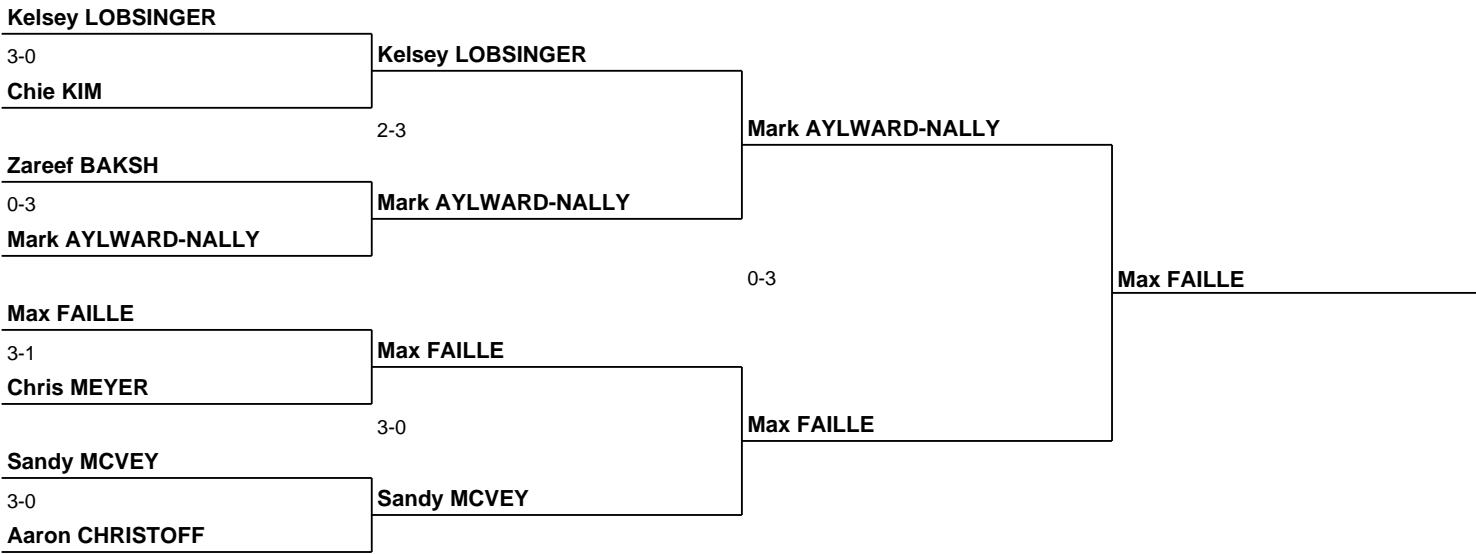 Kelsey LOBSINGER
3-0
Kelsey LOBSINGER
Chie KIM
2-3
Mark AYLWARD-NALLY
Zareef BAKSH
0-3
Mark AYLWARD-NALLY
Mark AYLWARD-NALLY
0-3
Max FAILLE
Max FAILLE
3-1
Max FAILLE
Chris MEYER
3-0
Max FAILLE
Sandy MCVEY
3-0
Sandy MCVEY
Aaron CHRISTOFF